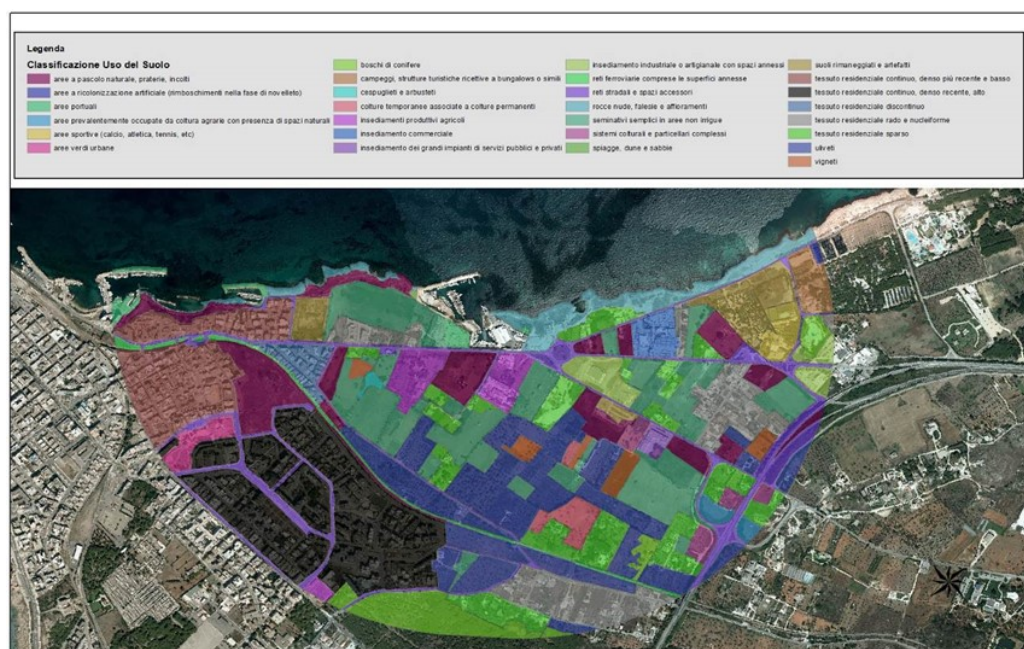 Legenda
Classificazione Uso del Suolo
aree a pascolo naturale, praterie, incolti
aree a ricolonizzazione artificiale (rimboschimenti nella fase di novelleto)
aree portuali
aree prevalentemente occupate da coltura agrarie con presenza di spazi naturali
aree sportive (calcio, atletica, tennis, etc)
aree verdi urbane
boschi di conifere
campeggi, strutture turistiche ricettive a bungalows o simili
cespuglieti e arbusteti
colture temporanee associate a colture permanenti
insediamenti produttivi agricoli
insediamento commerciale
insediamento dei grandi impianti di servizi pubblici e privati
insediamento industriale o artigianale con spazi annessi
reti ferroviarie comprese le superfici annesse
reti stradali e spazi accessori
rocce nude, falesie e affioramenti
seminativi semplici in aree non irrigue
sistemi colturali e particellari complessi
spiagge, dune e sabbie
suoli rimaneggiati e artefatti
tessuto residenziale continuo, denso più recente e basso
tessuto residenziale continuo, denso recente, alto
tessuto residenziale discontinuo
tessuto residenziale rado e nucleiforme
tessuto residenziale sparso
uliveti
vigneti